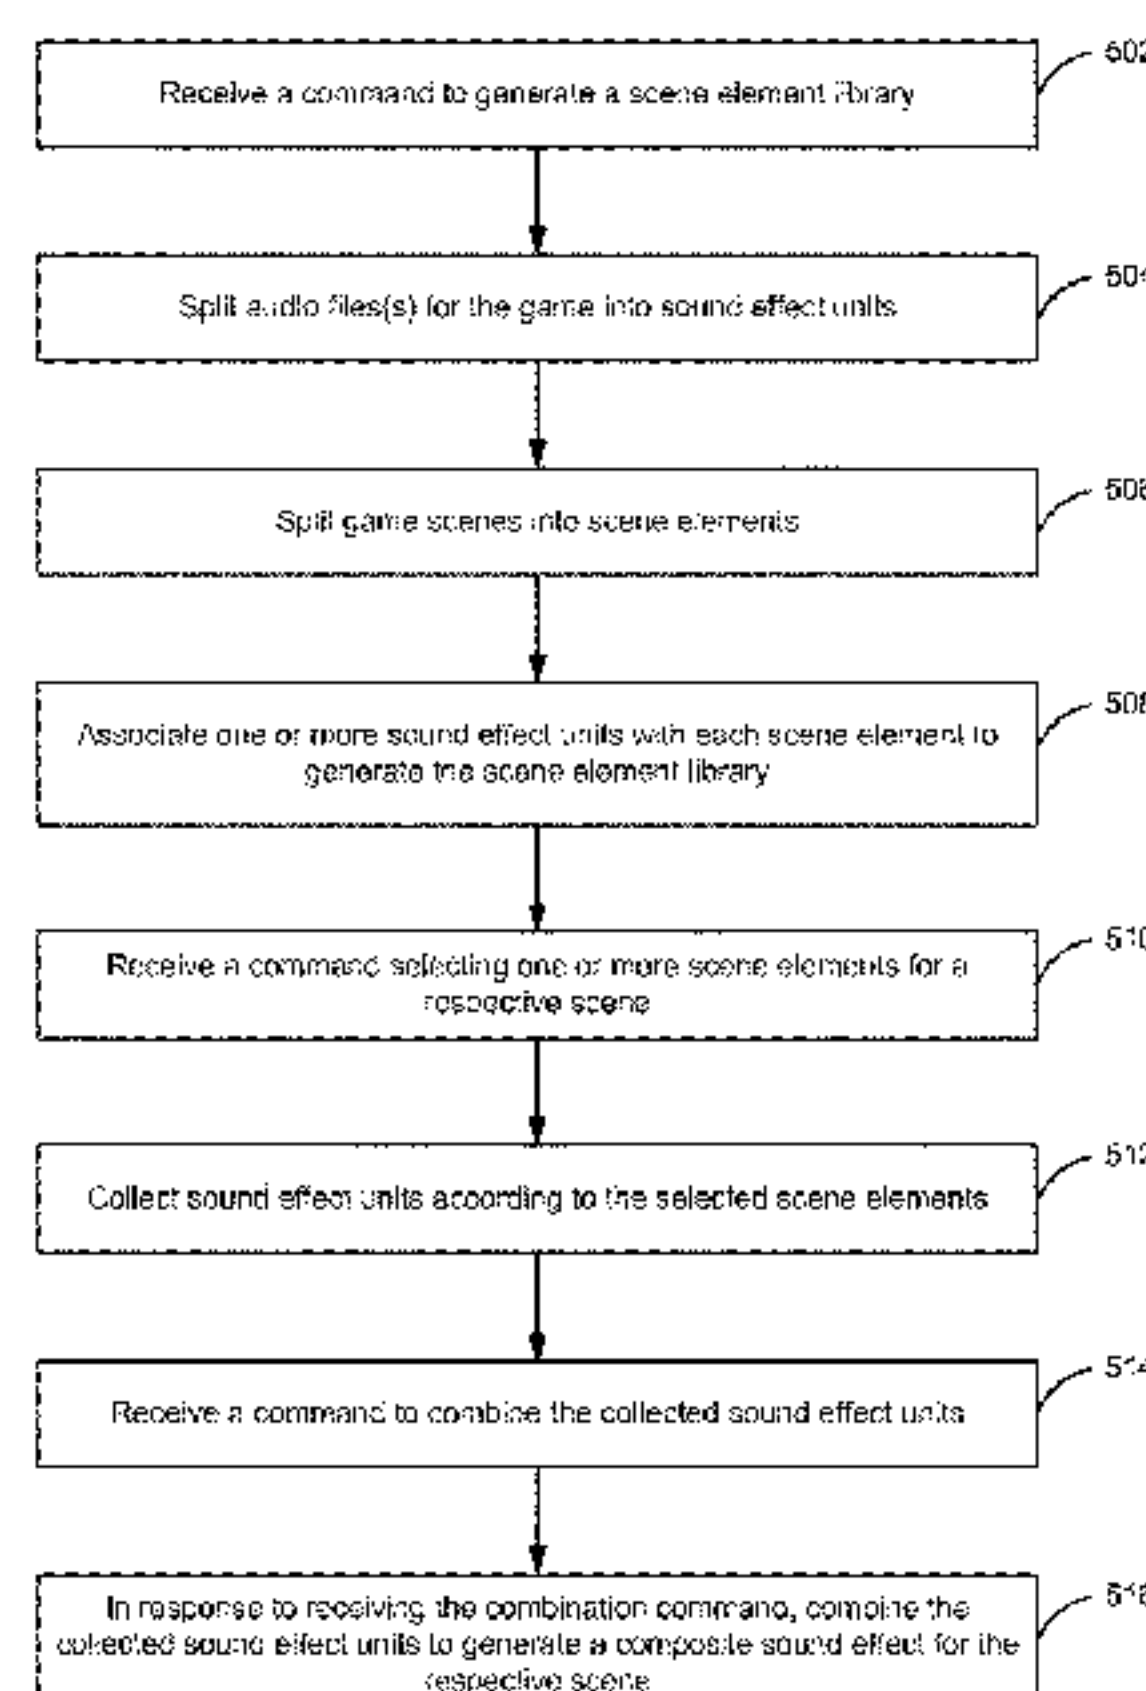 502
Receive a command to generate a scene element library
504
Split audio files(s) for the game into sound effect units
506
Split game scenes into scene elements
508
Associate one or more sound effect units with each scene element to
generate the scene element library
510
Receive a command selecting one or more scene elements for a
respective scene
512
Collect sound effect units according to the selected scene elements
514
Receive a command to combine the collected sound effect units
516
In response to receiving the combination command, combine the
collected sound effect units to generate a composite sound effect for the
respective scene